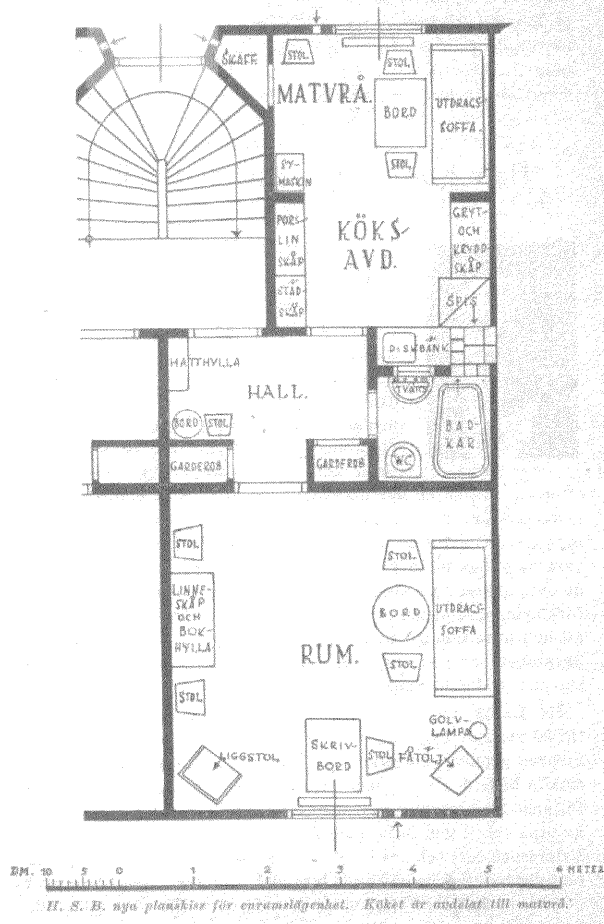 SKAFF.
STOL.
MATVRÅ.
STOL.
BORD
UTDRAGS-
SOFFA.
STOL
SY-
MASKIN
PORS-
LIN
SKÅP
KÖKS-
AVD.
GRYT-
OCH
KRYDD
SKÅP
STÄD-
SKÅP
SPIS
DISKBÄNK
HATTHYLLA
HALL.
TVÄTT
BAD-
KAR
BORD
STOL
GARDEROB
GARDEROB
WC
STOL
STOL
LINNE-
SKÅP
OCH
BOK-
HYLLA
BORD
UTDRAGS-
SOFFA
RUM.
STOL
STOL
GOLV-
LAMPA
LIGGSTOL
SKRIV-
BORD
STOL
FÅTÖLJ
DM. 10 5 0 1 2 3 4 5 6 METER
H. S. B. nya planskiss för enrumslägenhet. Köket är avdelat till matvrå.